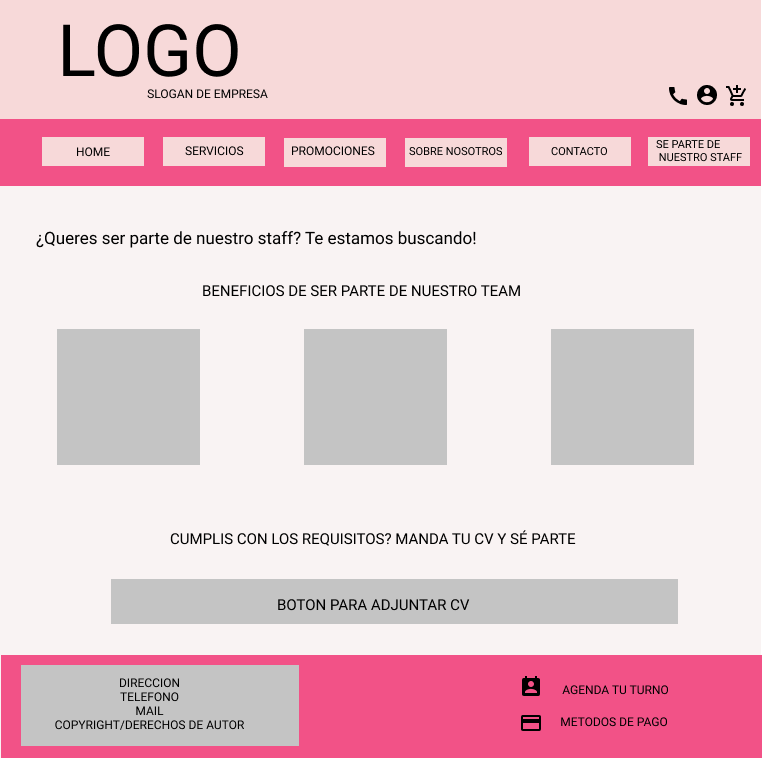 LOGO
SLOGAN DE EMPRESA
HOME
SERVICIOS
PROMOCIONES
SOBRE NOSOTROS
CONTACTO
SE PARTE DE
NUESTRO STAFF
¿Queres ser parte de nuestro staff? Te estamos buscando!
BENEFICIOS DE SER PARTE DE NUESTRO TEAM
CUMPLIS CON LOS REQUISITOS? MANDA TU CV Y SÉ PARTE
BOTON PARA ADJUNTAR CV
DIRECCION
TELEFONO
MAIL
COPYRIGHT/DERECHOS DE AUTOR
AGENDA TU TURNO
METODOS DE PAGO